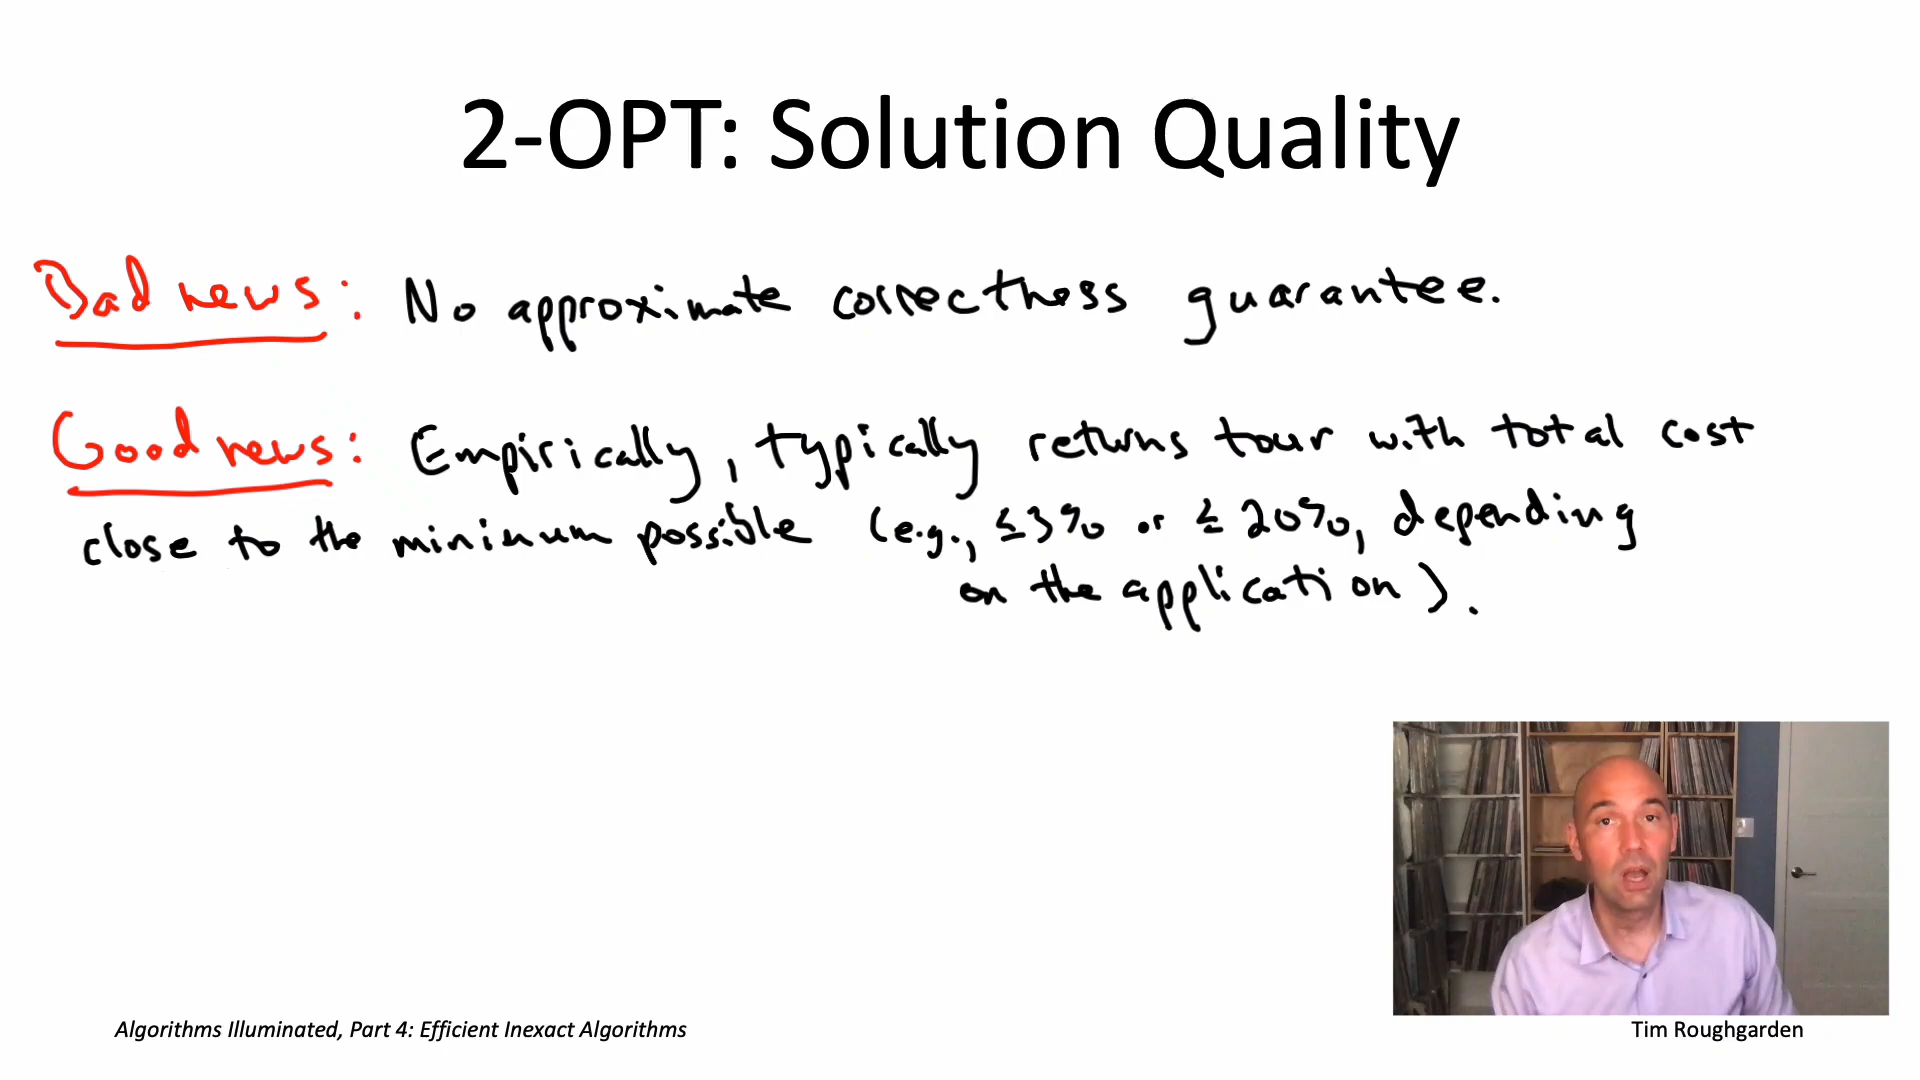 2-OPT: Solution Quality
Bad news: No approximate correctness guarantee.
Good news: Empirically, typically returns tour with total cost
close to the minimum possible (e.g., ≤3% or ≤ 20%, depending
on the application).
Algorithms Illuminated, Part 4: Efficient Inexact Algorithms
Tim Roughgarden